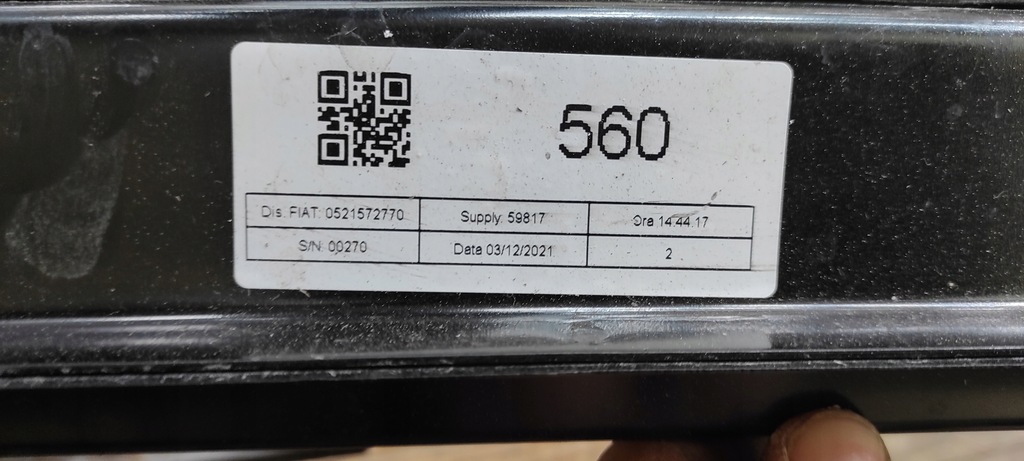 560
Dis. FIAT: 0521572770 Supply: 59817 Ora 14.44.17
S/N: 00270 Data 03/12/2021 2